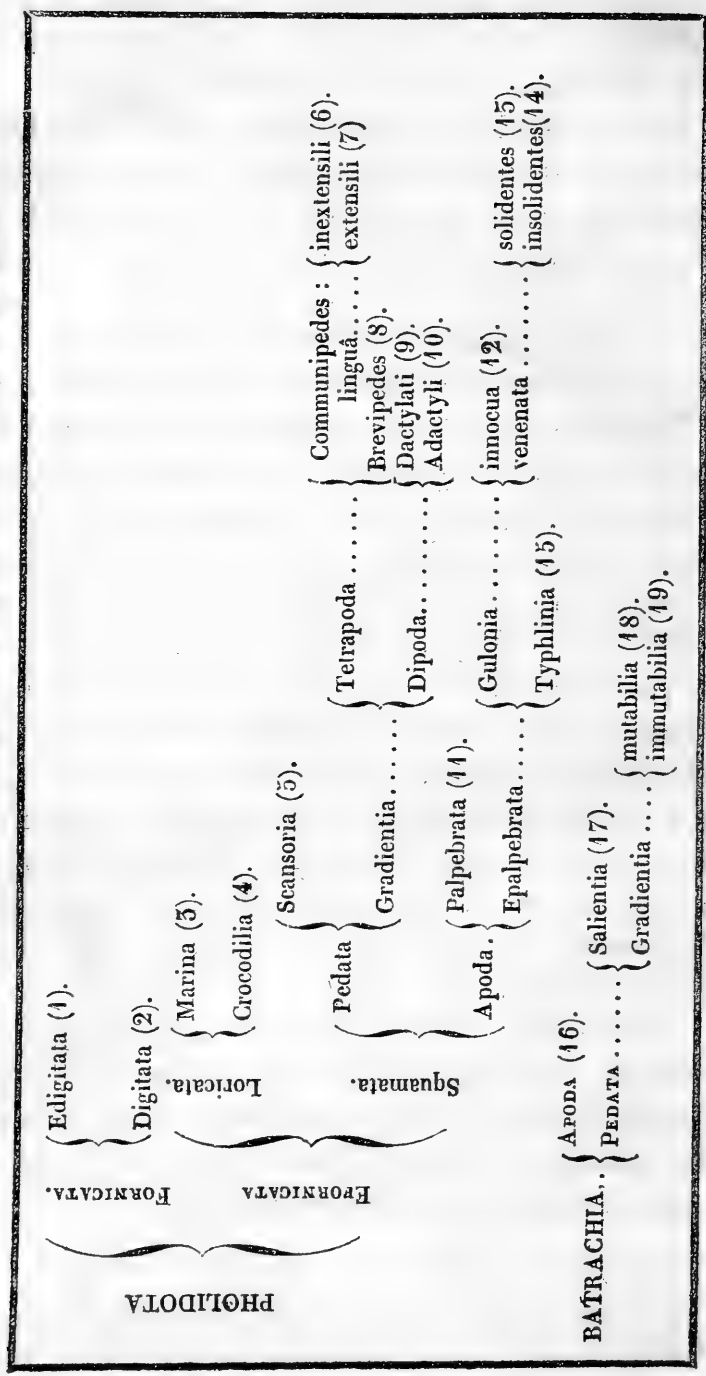 Edigitata (1).
FORNICATA.
Digitata (2).
Marina (3).
Loricata.
Crocodilia (4).
PHOLIDOTA
EPORNICATA
Squamata.
Scansoria (5).
Pedata
Communipedes : inextensili (6).
linguâ...... extensili (7)
Tetrapoda ......
Brevipedes (8).
Gradientia......
Dactylati (9).
Dipoda.........
Adactyli (10).
Palpebrata (11).
Apoda.
innocua (12).
Gulonia........
venenata ........ solidentes (13).
insolidentes (14).
Epalpebrata.....
Typhlinia (15).
BATRACHIA..
APODA (16).
PEDATA.......
Salientia (17).
Gradientia .... mutabilia (18).
immutabilia (19).